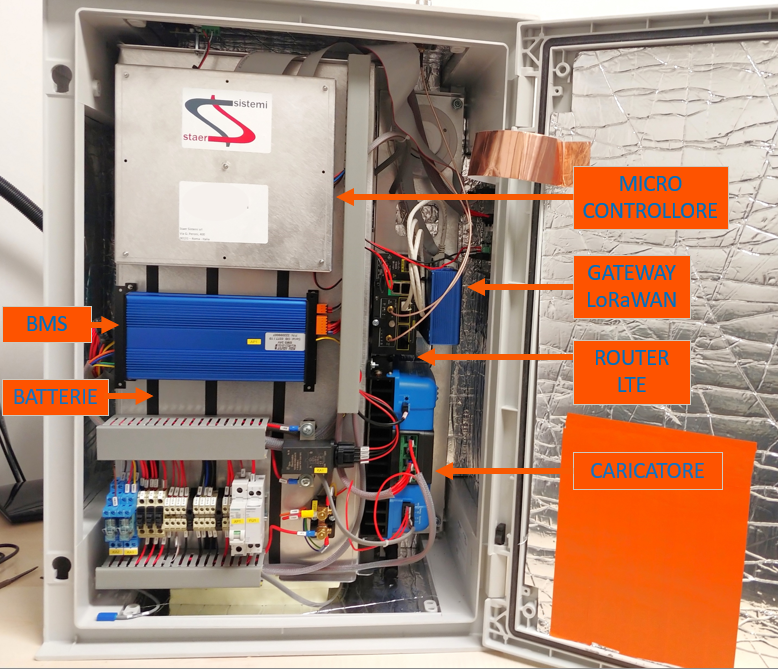 sistemi
staer
MICRO
CONTROLLORE
GATEWAY
LoRaWAN
BMS
ROUTER
LTE
BATTERIE
CARICATORE